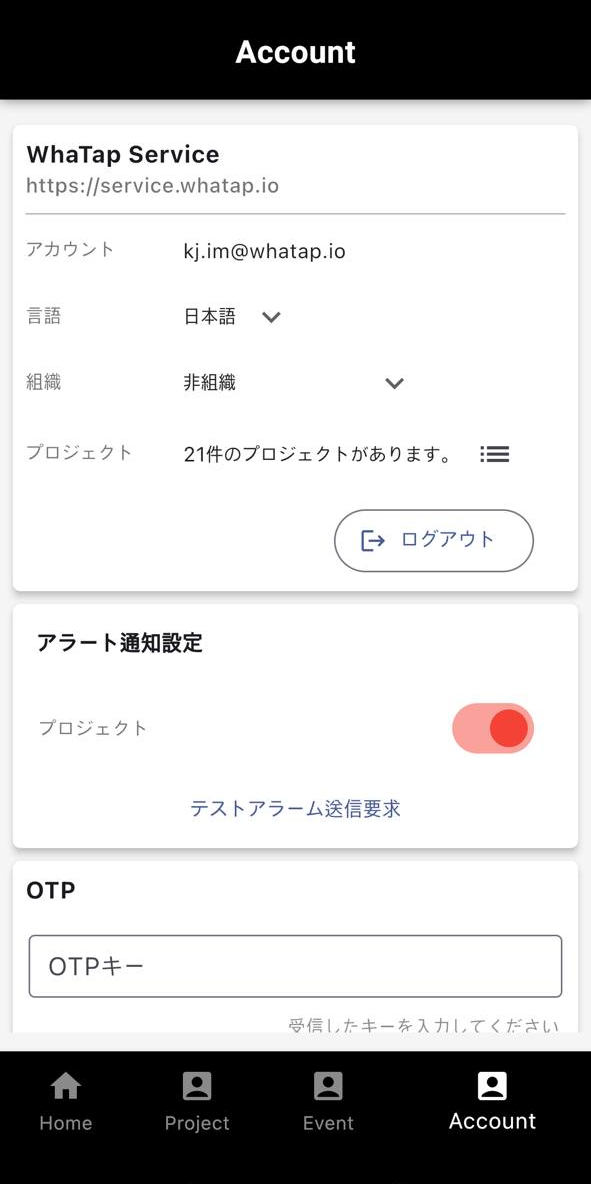 Account
WhaTap Service
https://service.whatap.io
アカウント kj.im@whatap.io
言語 日本語
組織 非組織
プロジェクト 21件のプロジェクトがあります。
ログアウト
アラート通知設定
プロジェクト
テストアラーム送信要求
OTP
OTPキー
受信したキーを入力してください
Home Project Event Account